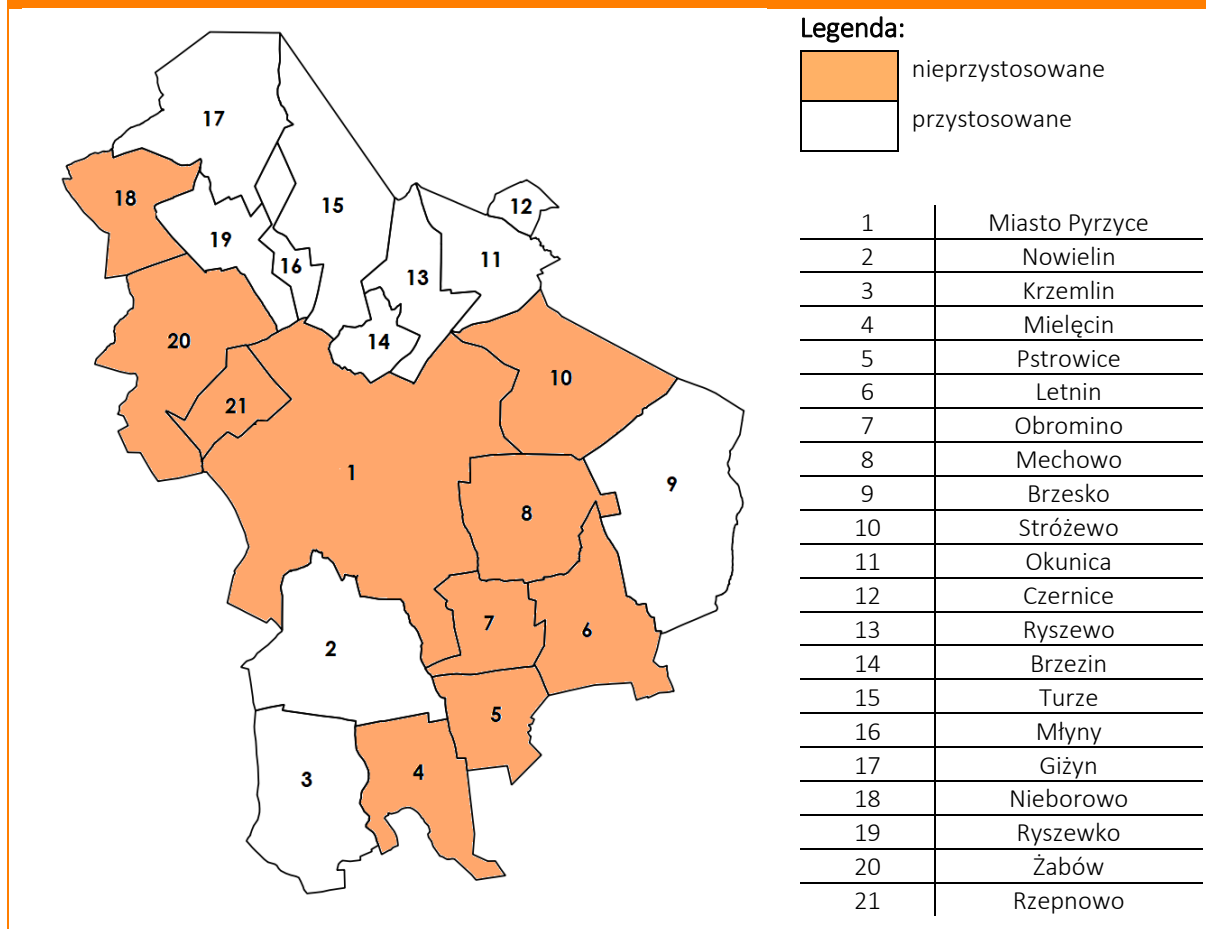 Legenda:
nieprzystosowane
przystosowane
17
18
15
12
19
11
16
13
14
20
10
21
1
9
8
7
6
2
5
3
4
1 Miasto Pyrzyce
2 Nowielin
3 Krzemlin
4 Mielęcin
5 Pstrowice
6 Letnin
7 Obromino
8 Mechowo
9 Brzesko
10 Stróżewo
11 Okunica
12 Czernice
13 Ryszewo
14 Brzezin
15 Turze
16 Młyny
17 Giżyn
18 Nieborowo
19 Ryszewko
20 Żabów
21 Rzepnowo